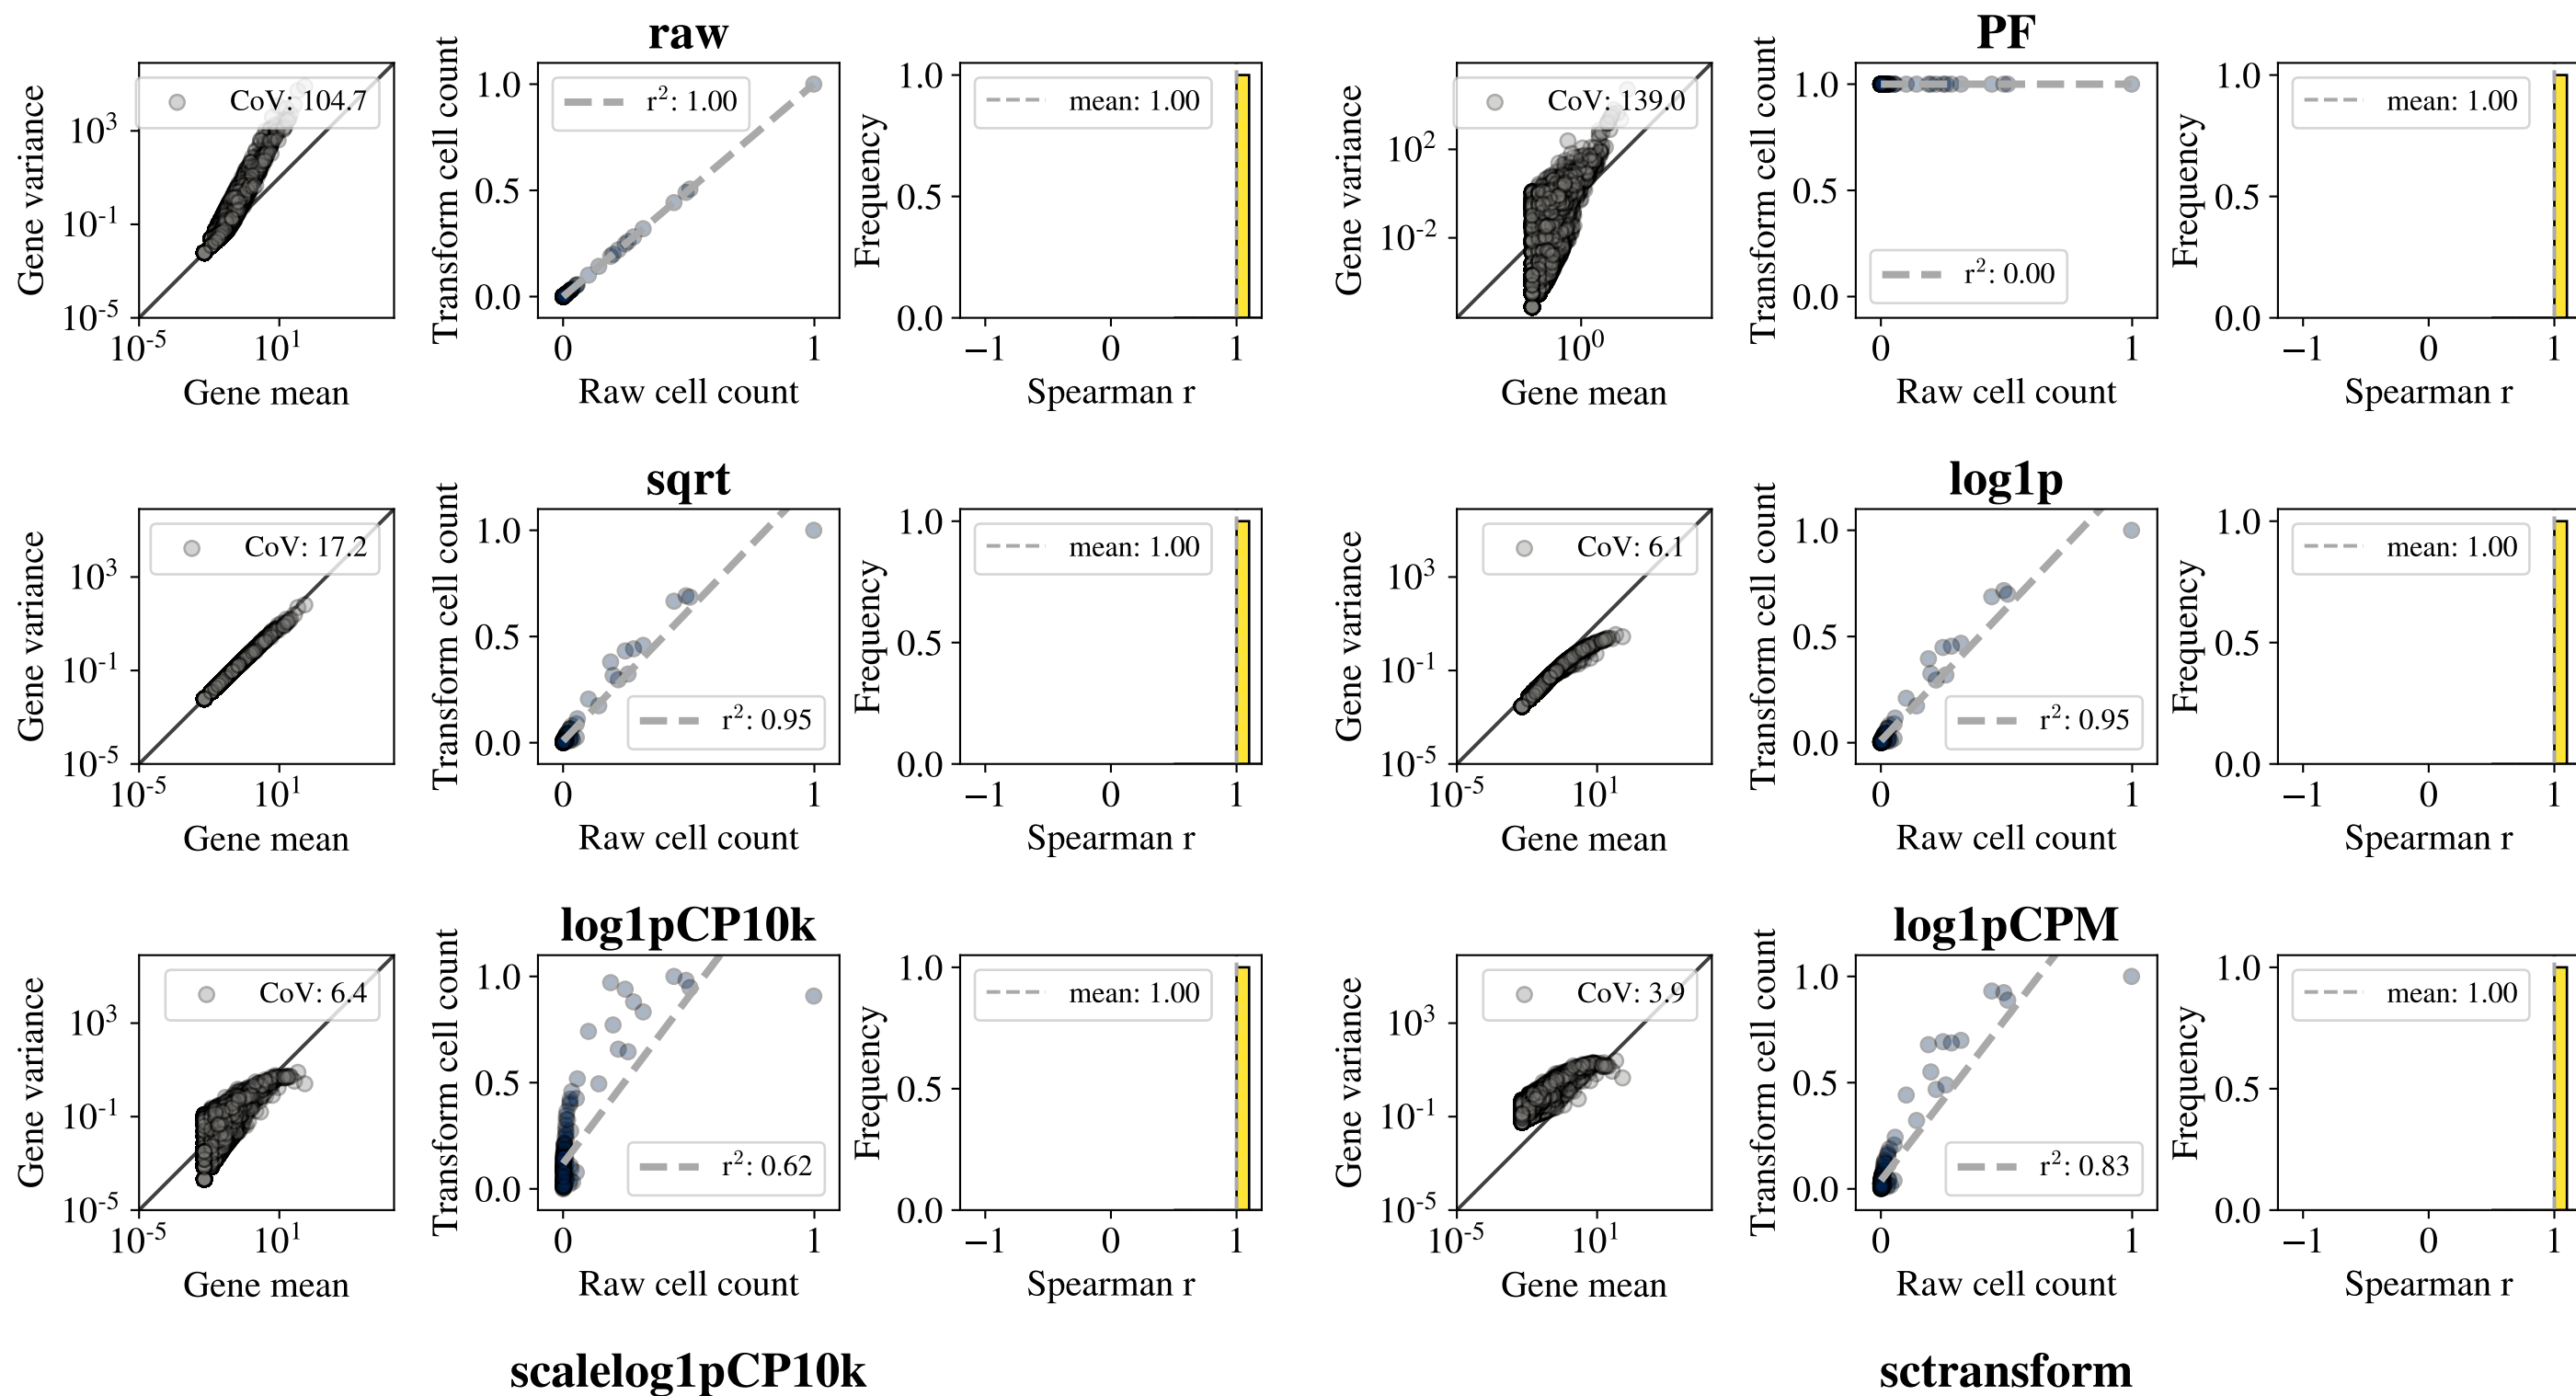 raw
Gene variance
10³
10⁻¹
10⁻⁵
CoV: 104.7
10⁻⁵ 10¹
Gene mean
Transform cell count
1.0
0.5
0.0
r²: 1.00
0 1
Raw cell count
Frequency
1.0
0.5
0.0
mean: 1.00
−1 0 1
Spearman r
PF
Gene variance
10²
10⁻²
CoV: 139.0
10⁰
Gene mean
Transform cell count
1.0
0.5
0.0
r²: 0.00
0 1
Raw cell count
Frequency
1.0
0.5
0.0
mean: 1.00
−1 0 1
Spearman r
sqrt
Gene variance
10³
10⁻¹
10⁻⁵
CoV: 17.2
10⁻⁵ 10¹
Gene mean
Transform cell count
1.0
0.5
0.0
r²: 0.95
0 1
Raw cell count
Frequency
1.0
0.5
0.0
mean: 1.00
−1 0 1
Spearman r
log1p
Gene variance
10³
10⁻¹
10⁻⁵
CoV: 6.1
10⁻⁵ 10¹
Gene mean
Transform cell count
1.0
0.5
0.0
r²: 0.95
0 1
Raw cell count
Frequency
1.0
0.5
0.0
mean: 1.00
−1 0 1
Spearman r
log1pCP10k
Gene variance
10³
10⁻¹
10⁻⁵
CoV: 6.4
10⁻⁵ 10¹
Gene mean
Transform cell count
1.0
0.5
0.0
r²: 0.62
0 1
Raw cell count
Frequency
1.0
0.5
0.0
mean: 1.00
−1 0 1
Spearman r
log1pCPM
Gene variance
10³
10⁻¹
10⁻⁵
CoV: 3.9
10⁻⁵ 10¹
Gene mean
Transform cell count
1.0
0.5
0.0
r²: 0.83
0 1
Raw cell count
Frequency
1.0
0.5
0.0
mean: 1.00
−1 0 1
Spearman r
scalelog1pCP10k
sctransform